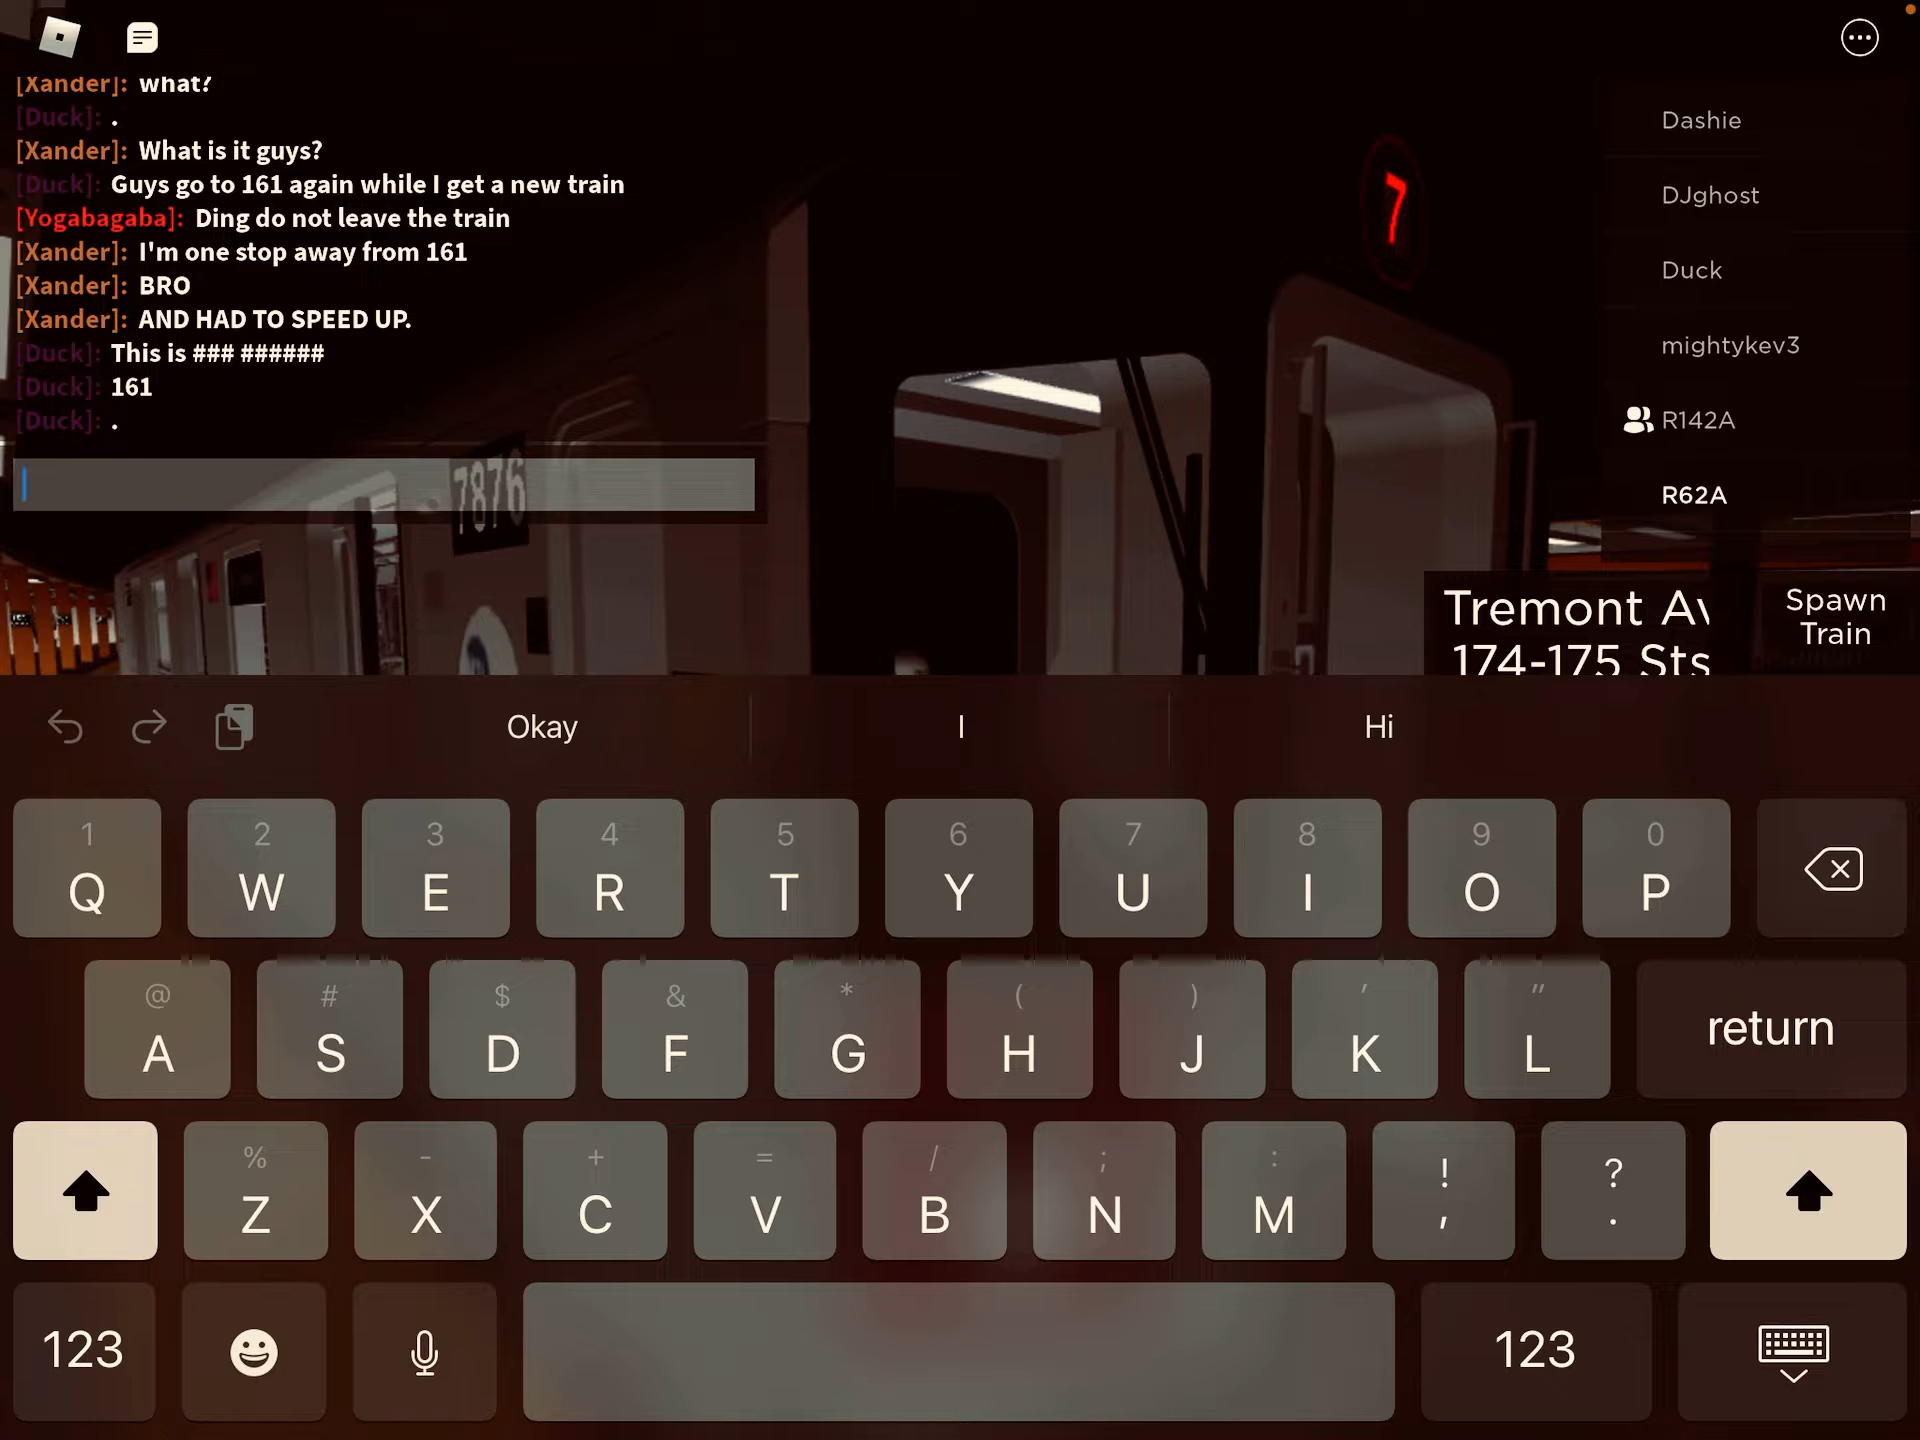 [Xander]: what?
[Duck]: .
[Xander]: What is it guys?
[Duck]: Guys go to 161 again while I get a new train
[Yogabagaba]: Ding do not leave the train
[Xander]: I'm one stop away from 161
[Xander]: BRO
[Xander]: AND HAD TO SPEED UP.
[Duck]: This is ### ######
[Duck]: 161
[Duck]: .
7876
7
Dashie
DJghost
Duck
mightykev3
R142A
R62A
Tremont Av
174-175 Sts
Spawn
Train
Okay I Hi
1 2 3 4 5 6 7 8 9 0
Q W E R T Y U I O P
@ # $ & * ( ) ' "
A S D F G H J K L return
% - + = / ; : ! ?
Z X C V B N M , .
123 123